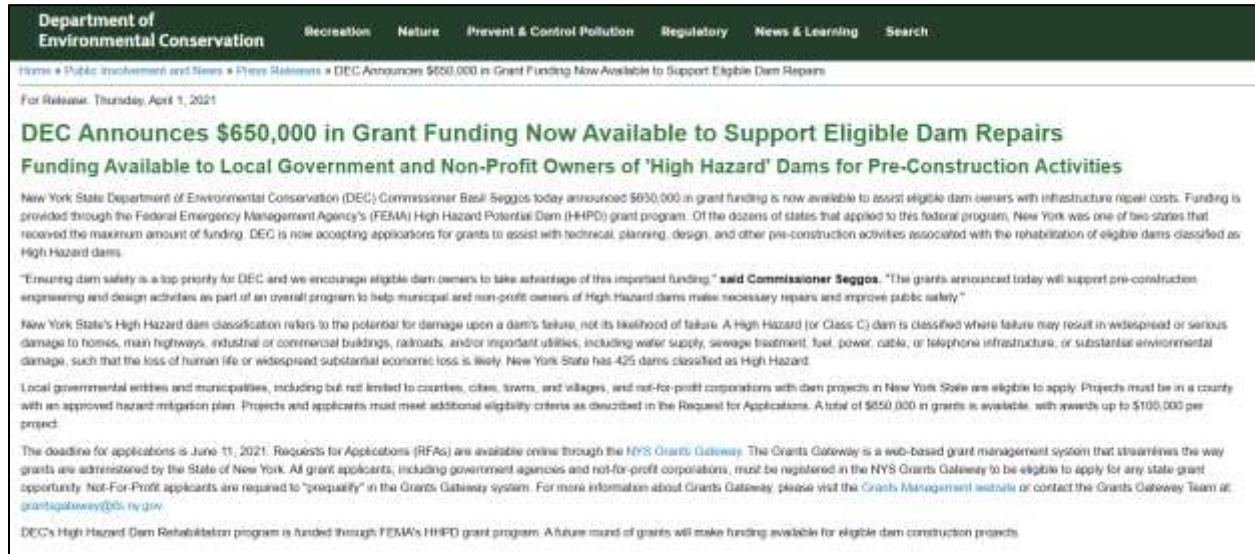 Department of
Environmental Conservation
Recreation Nature Prevent & Control Pollution Regulatory News & Learning Search
Home » Public Involvement and News » Press Releases » DEC Announces $650,000 in Grant Funding Now Available to Support Eligible Dam Repairs
For Release: Thursday, April 1, 2021
DEC Announces $650,000 in Grant Funding Now Available to Support Eligible Dam Repairs
Funding Available to Local Government and Non-Profit Owners of 'High Hazard' Dams for Pre-Construction Activities
New York State Department of Environmental Conservation (DEC) Commissioner Basil Seggos today announced $650,000 in grant funding is now available to assist eligible dam owners with infrastructure repair costs. Funding is
provided through the Federal Emergency Management Agency's (FEMA) High Hazard Potential Dam (HHPD) grant program. Of the dozens of states that applied to this federal program, New York was one of two states that
received the maximum amount of funding. DEC is now accepting applications for grants to assist with technical, planning, design, and other pre-construction activities associated with the rehabilitation of eligible dams classified as
High Hazard dams.
"Ensuring dam safety is a top priority for DEC and we encourage eligible dam owners to take advantage of this important funding," said Commissioner Seggos. "The grants announced today will support pre-construction
engineering and design activities as part of an overall program to help municipal and non-profit owners of High Hazard dams make necessary repairs and improve public safety."
New York State's High Hazard dam classification refers to the potential for damage upon a dam's failure, not its likelihood of failure. A High Hazard (or Class C) dam is classified where failure may result in widespread or serious
damage to homes, main highways, industrial or commercial buildings, railroads, and/or important utilities, including water supply, sewage treatment, fuel, power, cable, or telephone infrastructure, or substantial environmental
damage, such that the loss of human life or widespread substantial economic loss is likely. New York State has 425 dams classified as High Hazard.
Local governmental entities and municipalities, including but not limited to counties, cities, towns, and villages, and not-for-profit corporations with dam projects in New York State are eligible to apply. Projects must be in a county
with an approved hazard mitigation plan. Projects and applicants must meet additional eligibility criteria as described in the Request for Applications. A total of $650,000 in grants is available, with awards up to $100,000 per
project.
The deadline for applications is June 11, 2021. Requests for Applications (RFAs) are available online through the NYS Grants Gateway. The Grants Gateway is a web-based grant management system that streamlines the way
grants are administered by the State of New York. All grant applicants, including government agencies and not-for-profit corporations, must be registered in the NYS Grants Gateway to be eligible to apply for any state grant
opportunity. Not-For-Profit applicants are required to "prequalify" in the Grants Gateway system. For more information about Grants Gateway, please visit the Grants Management website or contact the Grants Gateway Team at:
grantsgateway@its.ny.gov.
DEC's High Hazard Dam Rehabilitation program is funded through FEMA's HHPD grant program. A future round of grants will make funding available for eligible dam construction projects.